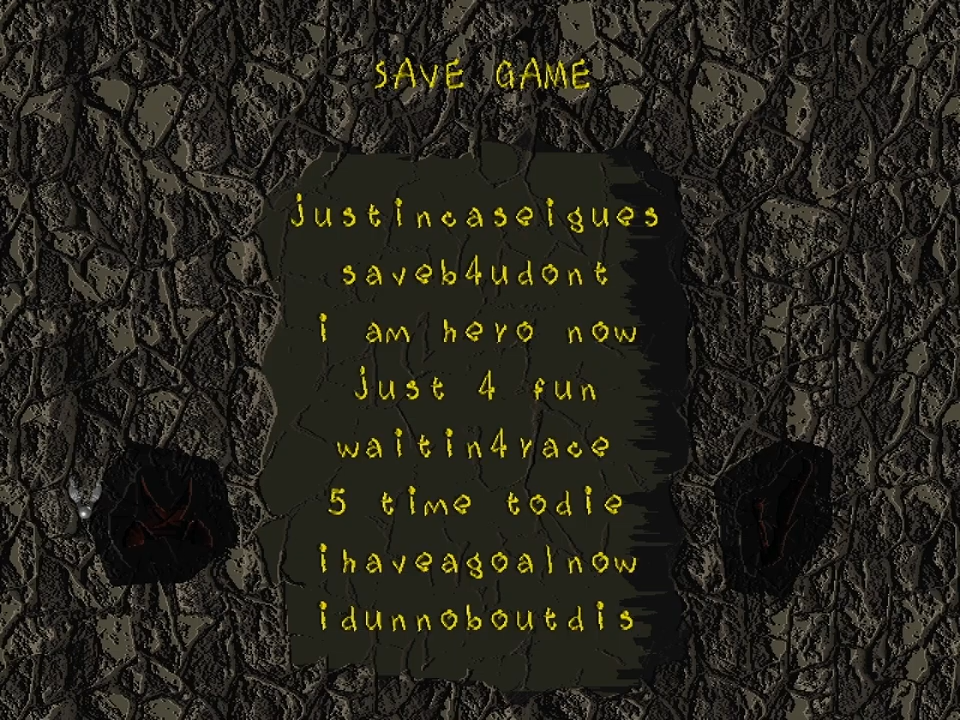 SAVE GAME
justincaseigues
saveb4udont
i am hero now
just 4 fun
waitin4race
5 time todie
ihaveagoalnow
idunnoboutdis